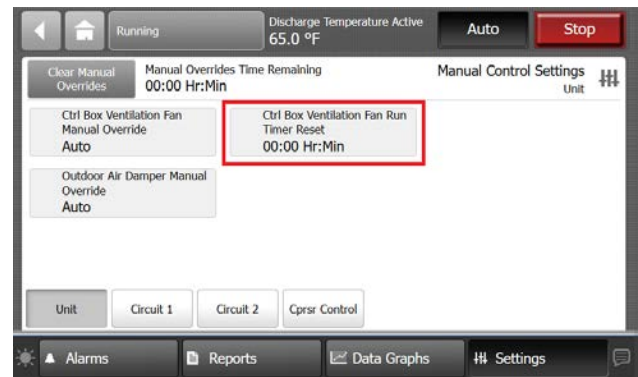 Running
Discharge Temperature Active
65.0 ºF
Auto
Stop
Clear Manual
Overrides
Manual Overrides Time Remaining
00:00 Hr:Min
Manual Control Settings
Unit
Ctrl Box Ventilation Fan
Manual Override
Auto
Ctrl Box Ventilation Fan Run
Timer Reset
00:00 Hr:Min
Outdoor Air Damper Manual
Override
Auto
Unit
Circuit 1
Circuit 2
Cprsr Control
Alarms
Reports
Data Graphs
Settings